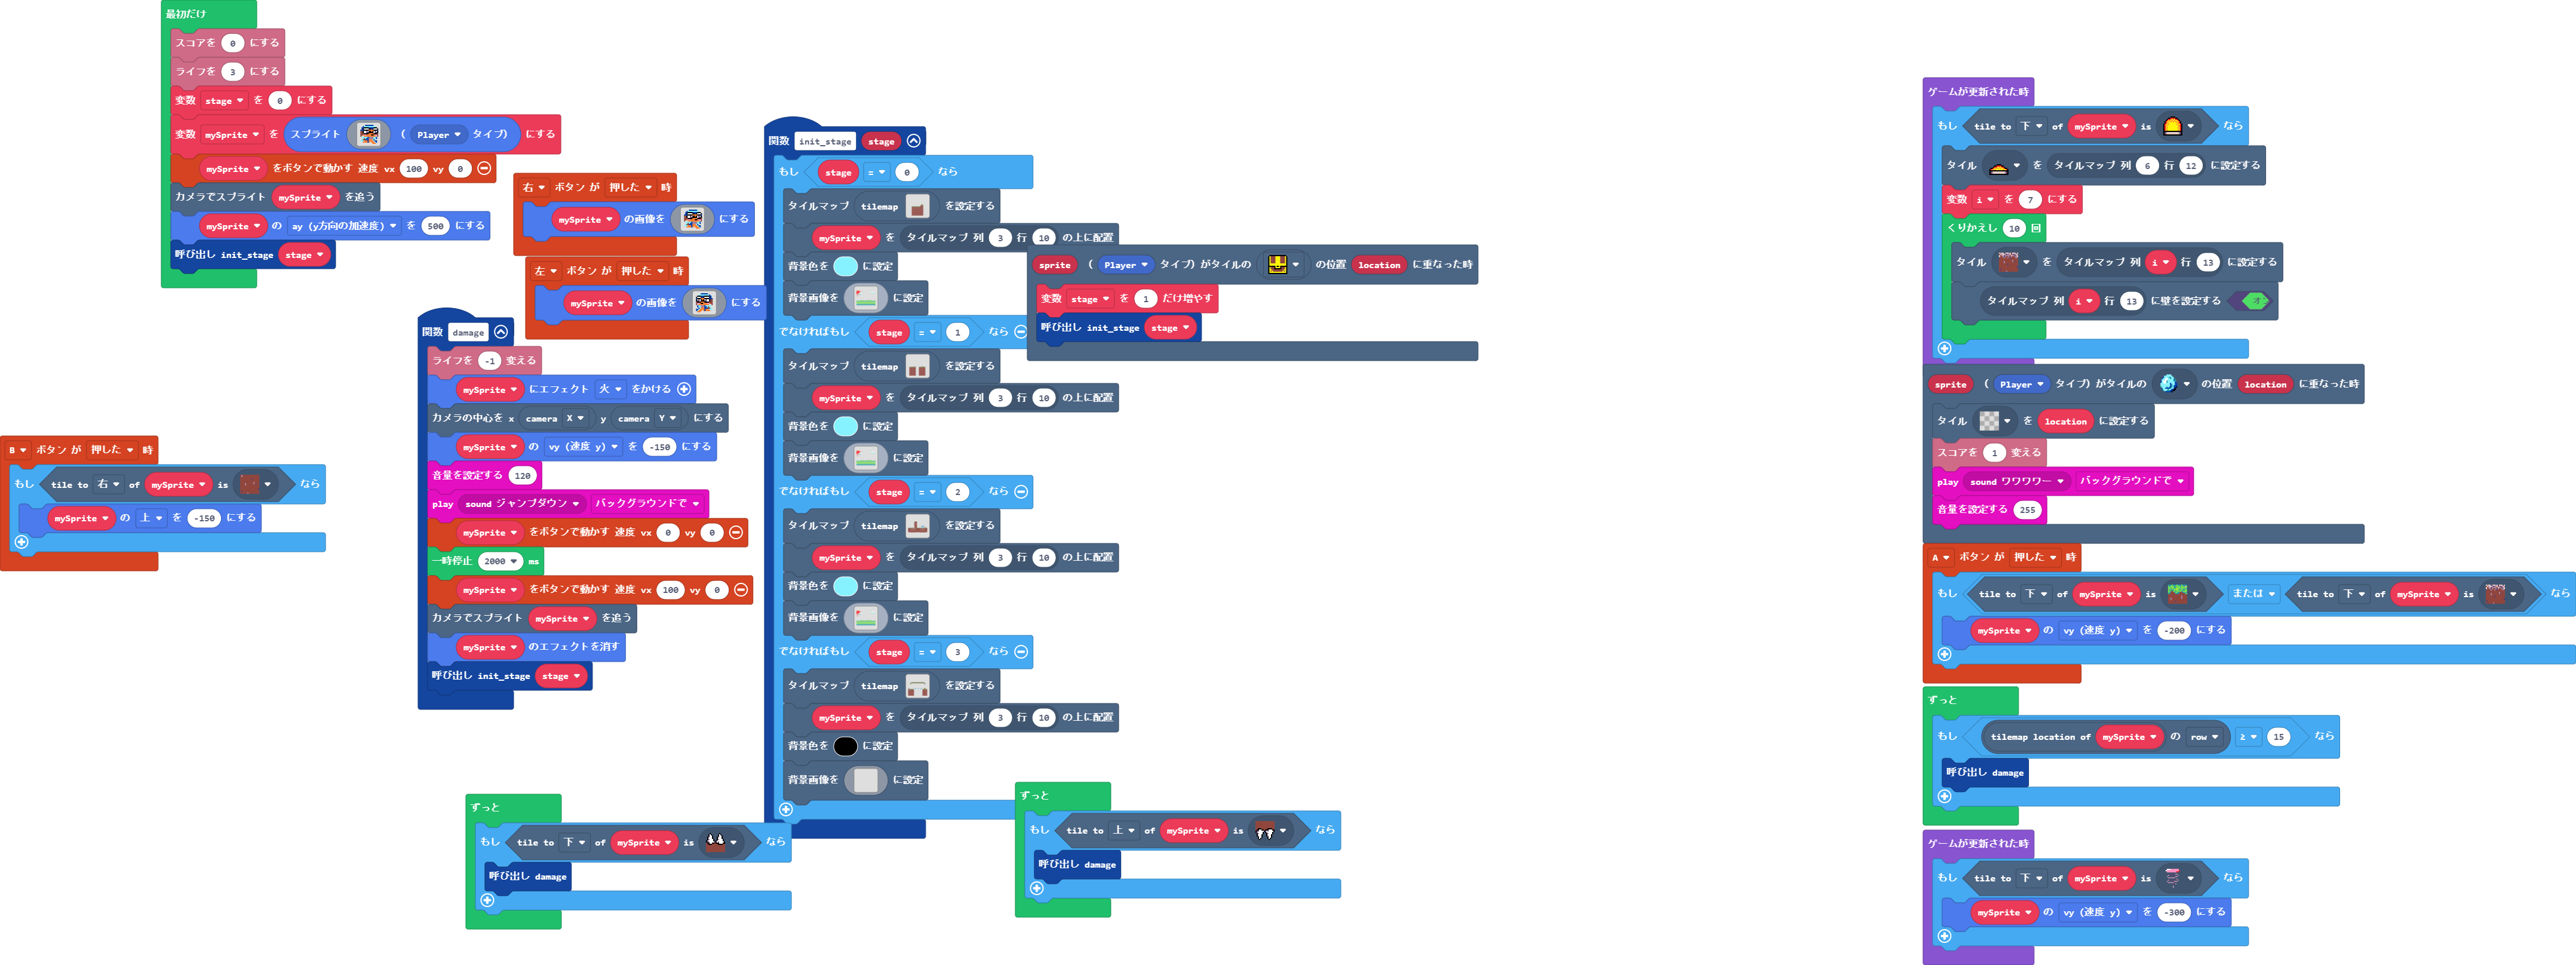 最初だけ
スコアを 0 にする
ライフを 3 にする
変数 stage を 0 にする
変数 mySprite を スプライト ( Player タイプ) にする
mySprite をボタンで動かす 速度 vx 100 vy 0
カメラでスプライト mySprite を追う
mySprite の ay (y方向の加速度) を 500 にする
呼び出し init_stage stage
右 ボタン が 押した 時
mySprite の画像を にする
左 ボタン が 押した 時
mySprite の画像を にする
関数 damage
ライフを -1 変える
mySprite にエフェクト 火 をかける
カメラの中心を x camera X y camera Y にする
mySprite の vy (速度 y) を -150 にする
音量を設定する 120
play sound ジャンプダウン バックグラウンドで
mySprite をボタンで動かす 速度 vx 0 vy 0
一時停止 2000 ms
mySprite をボタンで動かす 速度 vx 100 vy 0
カメラでスプライト mySprite を追う
mySprite のエフェクトを消す
呼び出し init_stage stage
B ボタン が 押した 時
もし tile to 右 of mySprite is なら
mySprite の 上 を -150 にする
ずっと
もし tile to 下 of mySprite is なら
呼び出し damage
関数 init_stage stage
もし stage = 0 なら
タイルマップ tilemap を設定する
mySprite を タイルマップ 列 3 行 10 の上に配置
背景色を に設定
背景画像を に設定
でなければもし stage = 1 なら
タイルマップ tilemap を設定する
mySprite を タイルマップ 列 3 行 10 の上に配置
背景色を に設定
背景画像を に設定
でなければもし stage = 2 なら
タイルマップ tilemap を設定する
mySprite を タイルマップ 列 3 行 10 の上に配置
背景色を に設定
背景画像を に設定
でなければもし stage = 3 なら
タイルマップ tilemap を設定する
mySprite を タイルマップ 列 3 行 10 の上に配置
背景色を に設定
背景画像を に設定
sprite ( Player タイプ) がタイルの の位置 location に重なった時
変数 stage を 1 だけ増やす
呼び出し init_stage stage
ずっと
もし tile to 上 of mySprite is なら
呼び出し damage
ゲームが更新された時
もし tile to 下 of mySprite is なら
タイル を タイルマップ 列 6 行 12 に設定する
変数 i を 7 にする
くりかえし 10 回
タイル を タイルマップ 列 i 行 13 に設定する
タイルマップ 列 i 行 13 に壁を設定する
sprite ( Player タイプ) がタイルの の位置 location に重なった時
タイル を location に設定する
スコアを 1 変える
play sound ワワワワー バックグラウンドで
音量を設定する 255
A ボタン が 押した 時
もし tile to 下 of mySprite is または tile to 下 of mySprite is なら
mySprite の vy (速度 y) を -200 にする
ずっと
もし tilemap location of mySprite の row ≥ 15 なら
呼び出し damage
ゲームが更新された時
もし tile to 下 of mySprite is なら
mySprite の vy (速度 y) を -300 にする